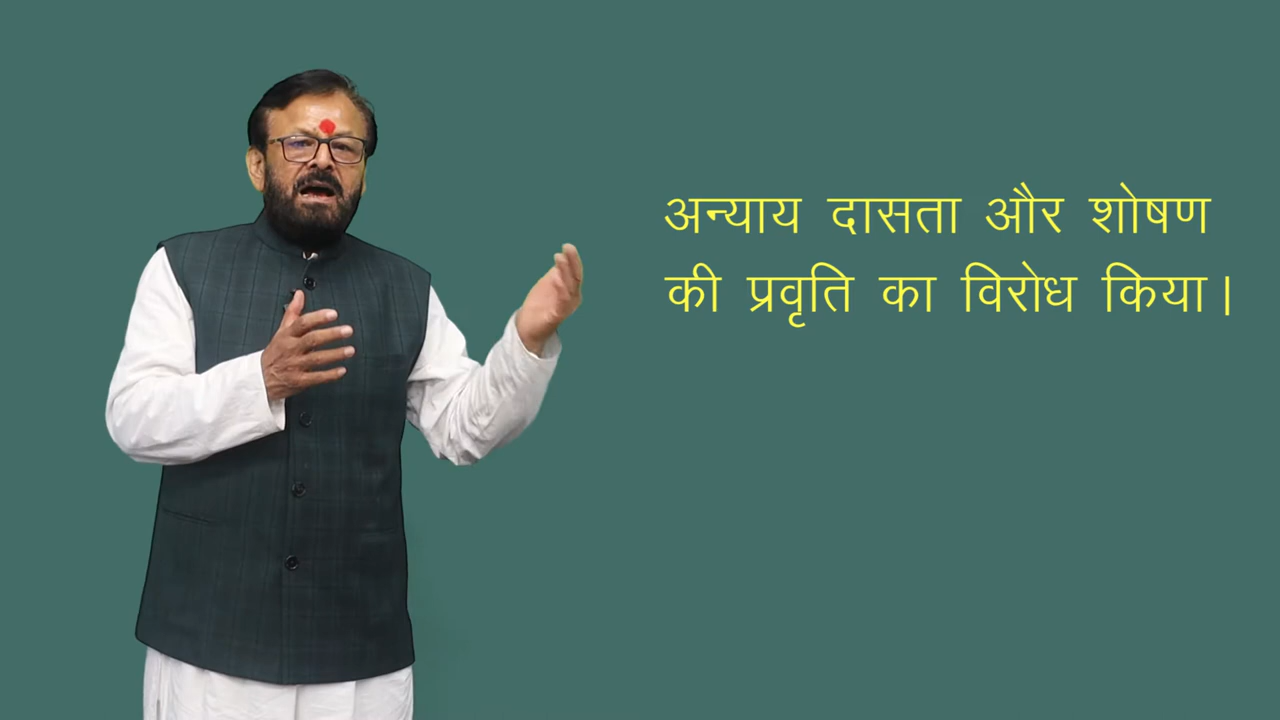 अन्याय दासता और शोषण
की प्रवृति का विरोध किया।